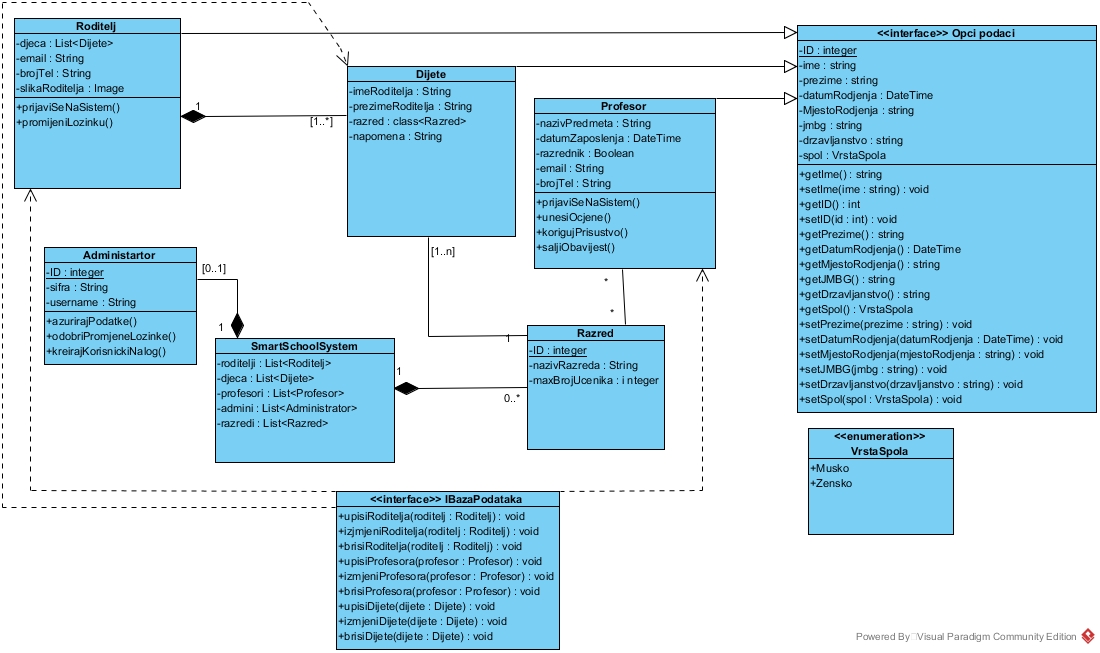 Roditelj
-djeca : List<Dijete>
-email : String
-brojTel : String
-slikaRoditelja : Image
+prijaviSeNaSistem()
+promijeniLozinku()
1
[1..*]
Dijete
-imeRoditelja : String
-prezimeRoditelja : String
-razred : class<Razred>
-napomena : String
[1..n]
1
Profesor
-nazivPredmeta : String
-datumZaposlenja : DateTime
-razrednik : Boolean
-email : String
-brojTel : String
+prijaviSeNaSistem()
+unesiOcjene()
+korigujPrisustvo()
+saljiObavijest()
*
*
<<interface>> Opci podaci
-ID : integer
-ime : string
-prezime : string
-datumRodjenja : DateTime
-MjestoRodjenja : string
-jmbg : string
-drzavljanstvo : string
-spol : VrstaSpola
+getIme() : string
+setIme(ime : string) : void
+getID() : int
+setID(id : int) : void
+getPrezime() : string
+getDatumRodjenja() : DateTime
+getMjestoRodjenja() : string
+getJMBG() : string
+getDrzavljanstvo() : string
+getSpol() : VrstaSpola
+setPrezime(prezime : string) : void
+setDatumRodjenja(datumRodjenja : DateTime) : void
+setMjestoRodjenja(mjestoRodjenja : string) : void
+setJMBG(jmbg : string) : void
+setDrzavljanstvo(drzavljanstvo : string) : void
+setSpol(spol : VrstaSpola) : void
Administartor
-ID : integer
-sifra : String
-username : String
+azurirajPodatke()
+odobriPromjeneLozinke()
+kreirajKorisnickiNalog()
[0..1]
1
SmartSchoolSystem
-roditelji : List<Roditelj>
-djeca : List<Dijete>
-profesori : List<Profesor>
-admini : List<Administrator>
-razredi : List<Razred>
1
0..*
Razred
-ID : integer
-nazivRazreda : String
-maxBrojUcenika : integer
<<enumeration>>
VrstaSpola
+Musko
+Zensko
<<interface>> IBazaPodataka
+upisiRoditelja(roditelj : Roditelj) : void
+izjmjeniRoditelja(roditelj : Roditelj) : void
+brisiRoditelja(roditelj : Roditelj) : void
+upisiProfesora(profesor : Profesor) : void
+izmjeniProfesora(profesor : Profesor) : void
+brisiProfesora(profesor : Profesor) : void
+upisiDijete(dijete : Dijete) : void
+izmjeniDijete(dijete : Dijete) : void
+brisiDijete(dijete : Dijete) : void
Powered By Visual Paradigm Community Edition